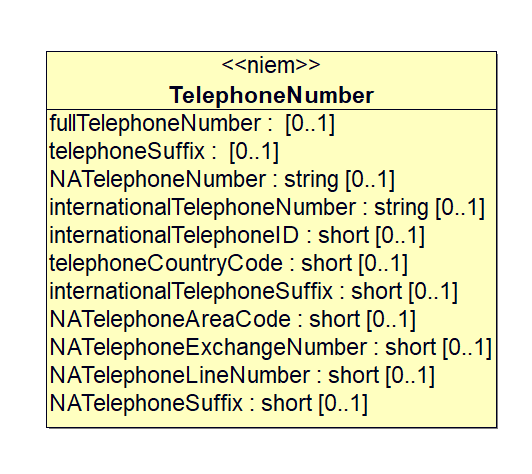 <<niem>>
TelephoneNumber
fullTelephoneNumber :  [0..1]
telephoneSuffix :  [0..1]
NATelephoneNumber : string [0..1]
internationalTelephoneNumber : string [0..1]
internationalTelephoneID : short [0..1]
telephoneCountryCode : short [0..1]
internationalTelephoneSuffix : short [0..1]
NATelephoneAreaCode : short [0..1]
NATelephoneExchangeNumber : short [0..1]
NATelephoneLineNumber : short [0..1]
NATelephoneSuffix : short [0..1]